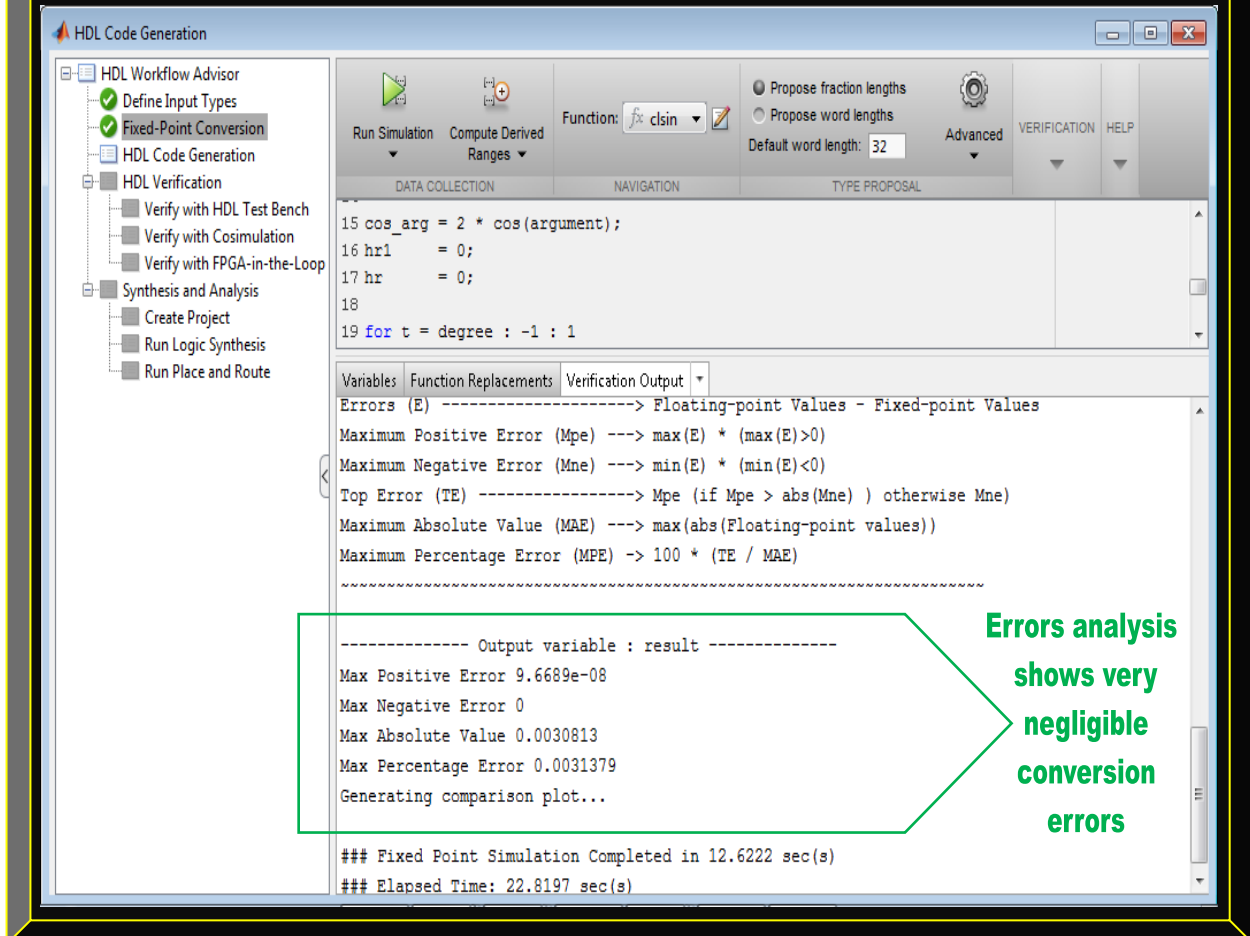 HDL Code Generation
HDL Workflow Advisor
Define Input Types
Fixed-Point Conversion
HDL Code Generation
HDL Verification
Verify with HDL Test Bench
Verify with Cosimulation
Verify with FPGA-in-the-Loop
Synthesis and Analysis
Create Project
Run Logic Synthesis
Run Place and Route
Run Simulation
Compute Derived
Ranges
DATA COLLECTION
Function: fx clsin
NAVIGATION
Propose fraction lengths
Propose word lengths
Default word length: 32
TYPE PROPOSAL
Advanced
VERIFICATION
HELP
15 cos_arg = 2 * cos(argument);
16 hr1 = 0;
17 hr = 0;
18
19 for t = degree : -1 : 1
Variables Function Replacements Verification Output
Errors (E) ---------------------> Floating-point Values - Fixed-point Values
Maximum Positive Error (Mpe) ---> max(E) * (max(E)>0)
Maximum Negative Error (Mne) ---> min(E) * (min(E)<0)
Top Error (TE) -----------------> Mpe (if Mpe > abs(Mne) ) otherwise Mne)
Maximum Absolute Value (MAE) ---> max(abs(Floating-point values))
Maximum Percentage Error (MPE) -> 100 * (TE / MAE)
~~~~~~~~~~~~~~~~~~~~~~~~~~~~~~~~~~~~~~~~~~~~~~~~~~~~~~~~~~~~~~~~~~~~~~
-------------- Output variable : result --------------
Max Positive Error 9.6689e-08
Max Negative Error 0
Max Absolute Value 0.0030813
Max Percentage Error 0.0031379
Generating comparison plot...
### Fixed Point Simulation Completed in 12.6222 sec(s)
### Elapsed Time: 22.8197 sec(s)
Errors analysis
shows very
negligible
conversion
errors